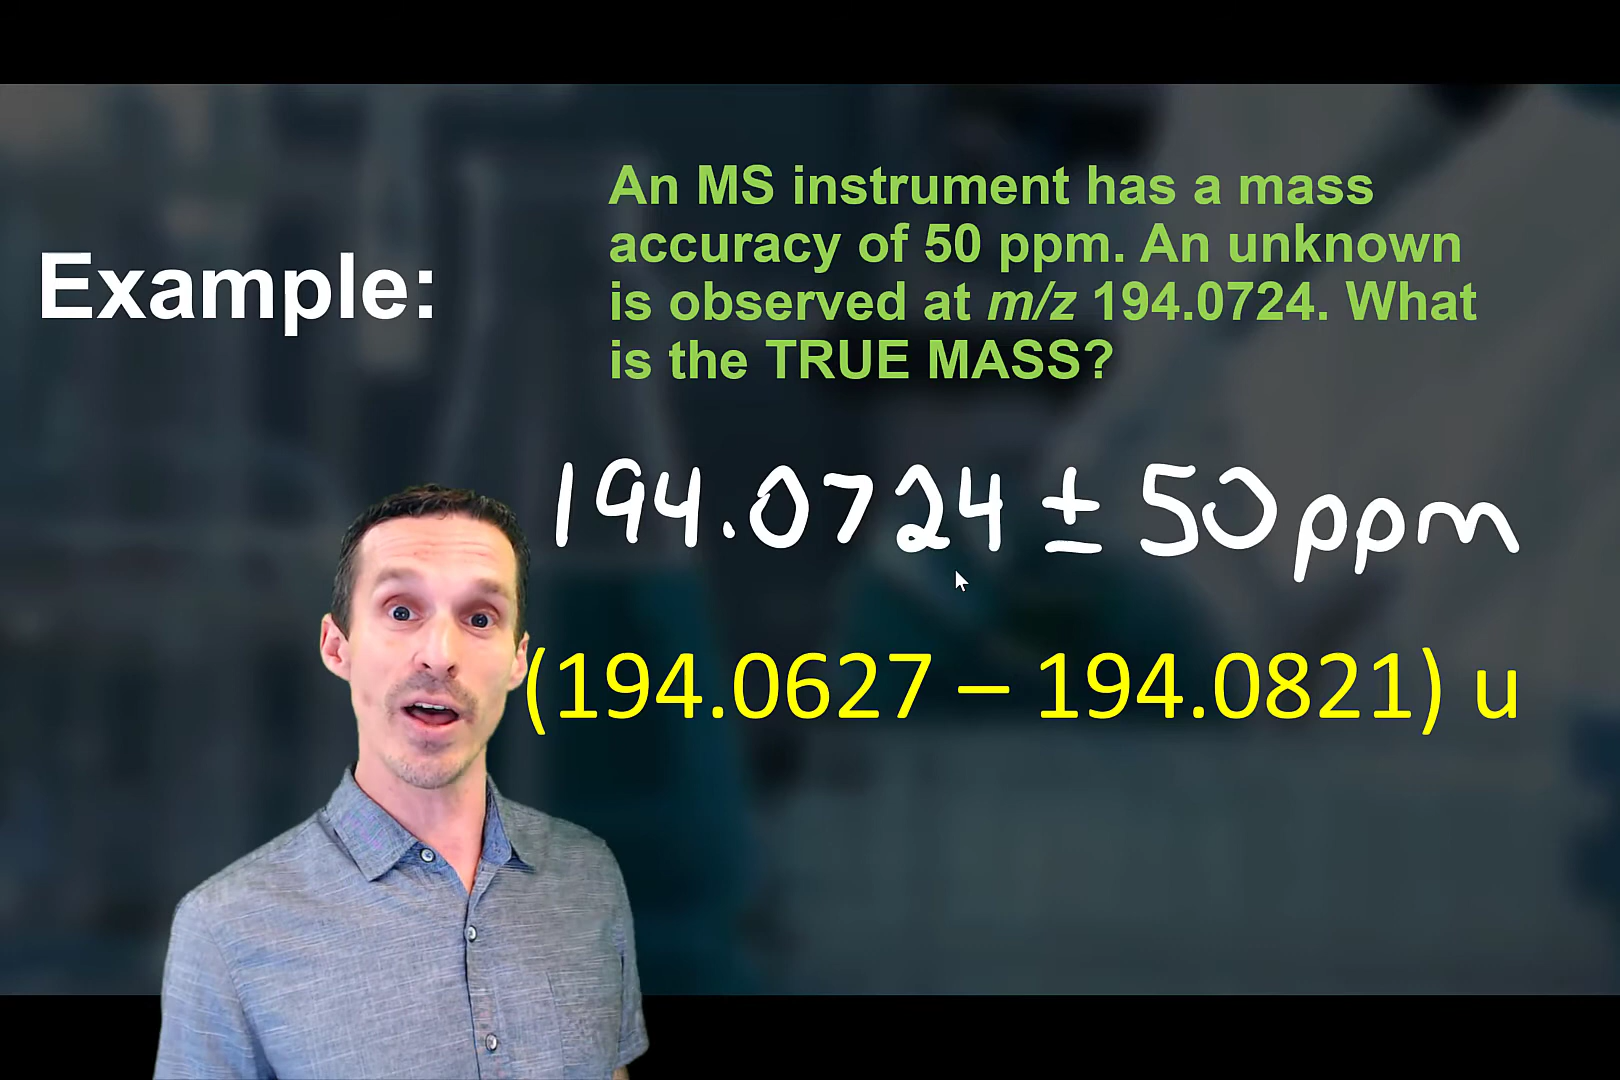 Example:
An MS instrument has a mass
accuracy of 50 ppm. An unknown
is observed at m/z 194.0724. What
is the TRUE MASS?
194.0724 ± 50 ppm
(194.0627 – 194.0821) u